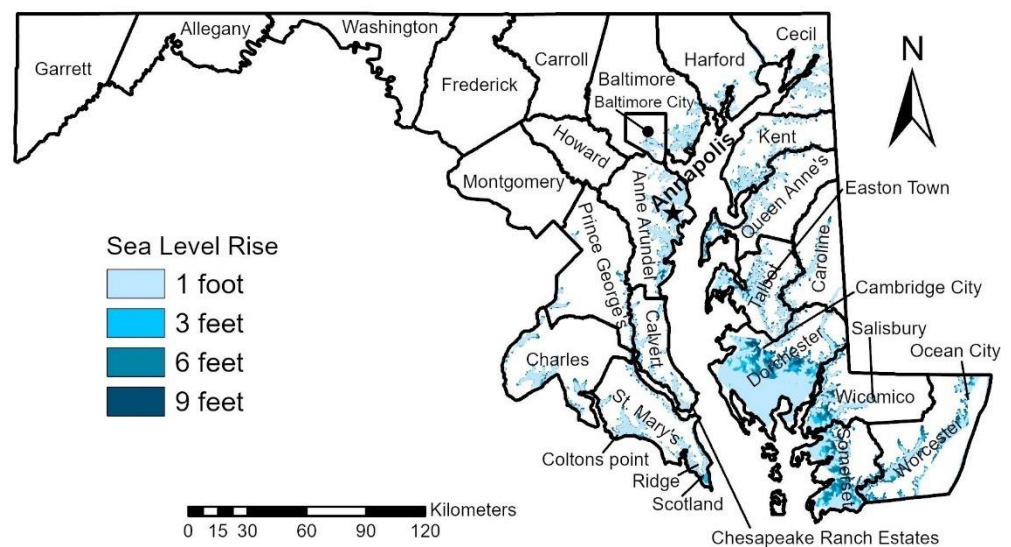 Garrett
Allegany
Washington
Frederick
Carroll
Baltimore
Baltimore City
Harford
Cecil
N
Howard
Montgomery
Annapolis
Kent
Queen Anne's
Easton Town
Anne Arundel
Prince George's
Talbot
Caroline
Cambridge City
Salisbury
Ocean City
Calvert
Charles
Dorchester
Wicomico
St. Mary's
Somerset
Worcester
Coltons point
Ridge
Scotland
Chesapeake Ranch Estates
Sea Level Rise
1 foot
3 feet
6 feet
9 feet
Kilometers
0 15 30 60 90 120